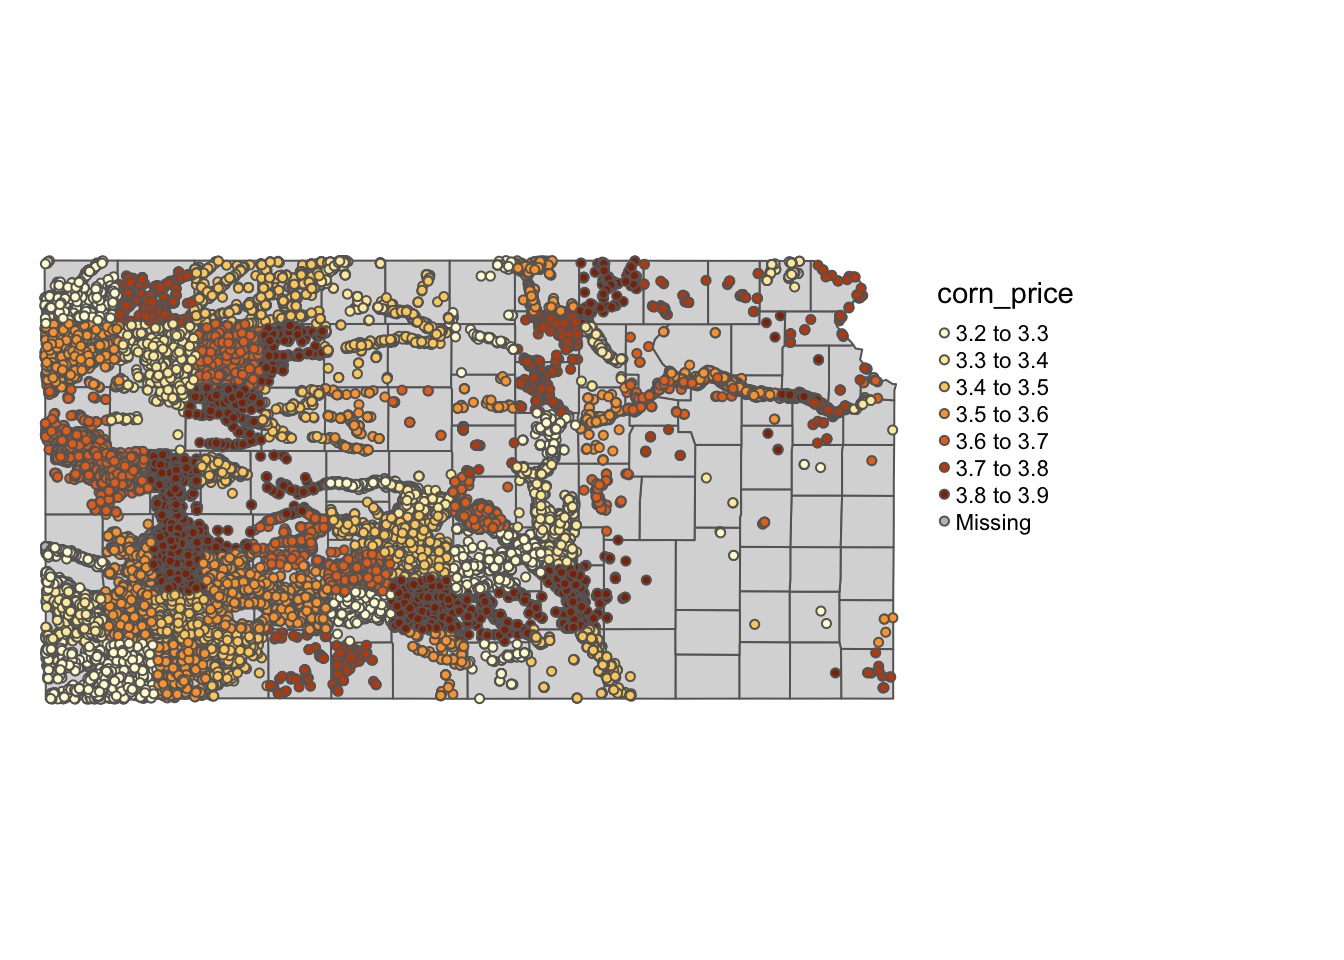 corn_price
3.2 to 3.3
3.3 to 3.4
3.4 to 3.5
3.5 to 3.6
3.6 to 3.7
3.7 to 3.8
3.8 to 3.9
Missing